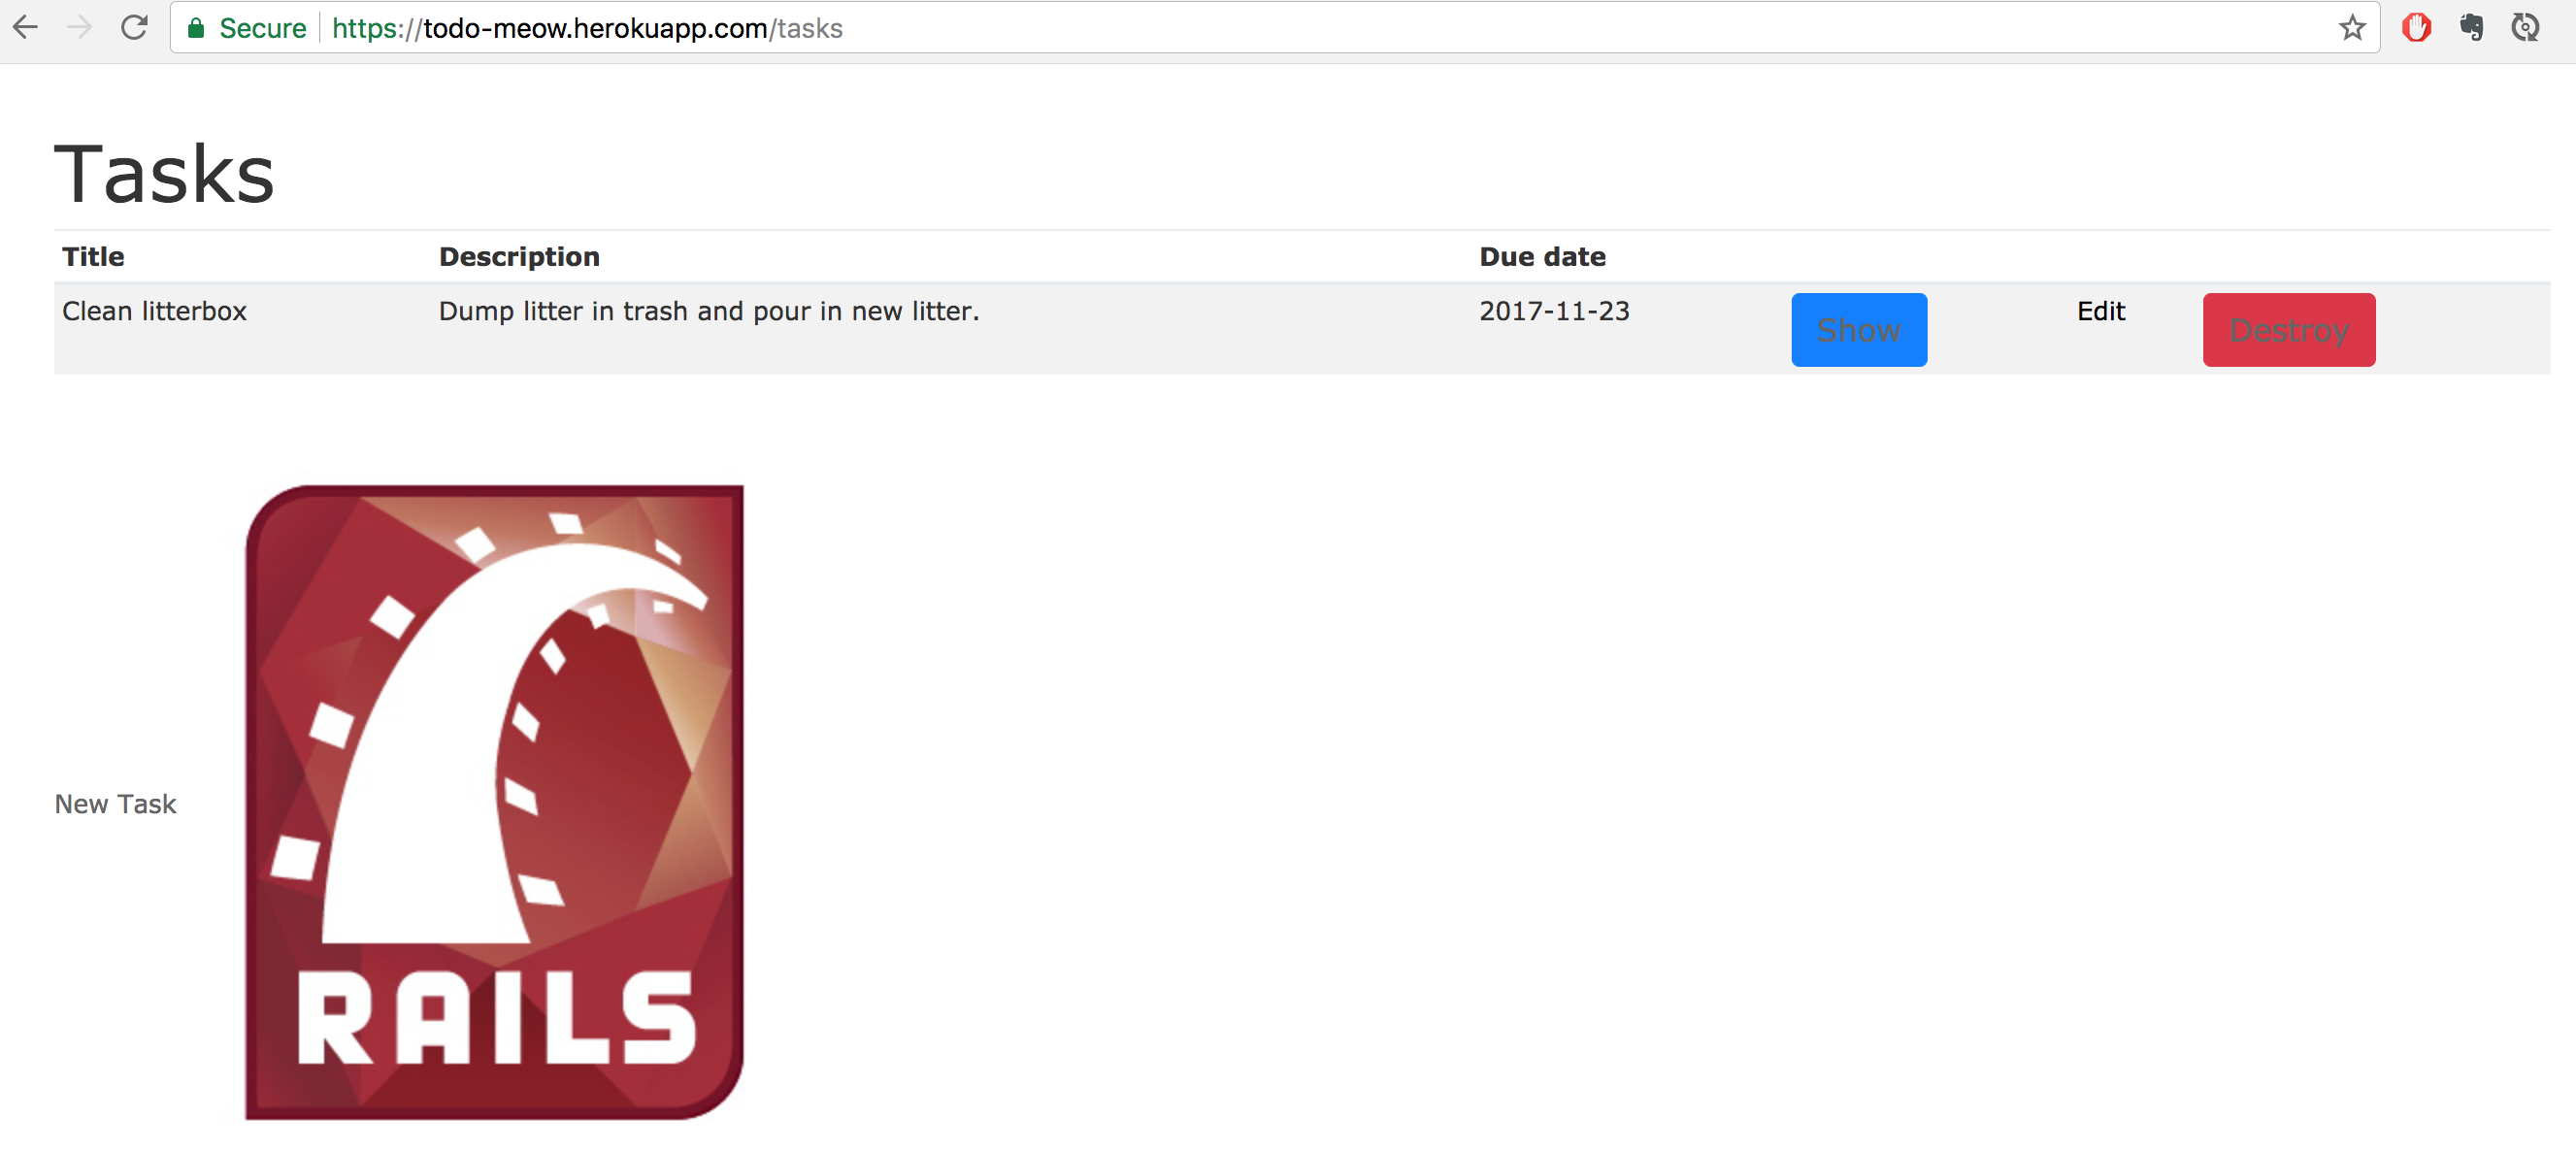 Secure https://todo-meow.herokuapp.com/tasks
Tasks
Title Description Due date
Clean litterbox Dump litter in trash and pour in new litter. 2017-11-23 Show Edit Destroy
New Task
RAILS